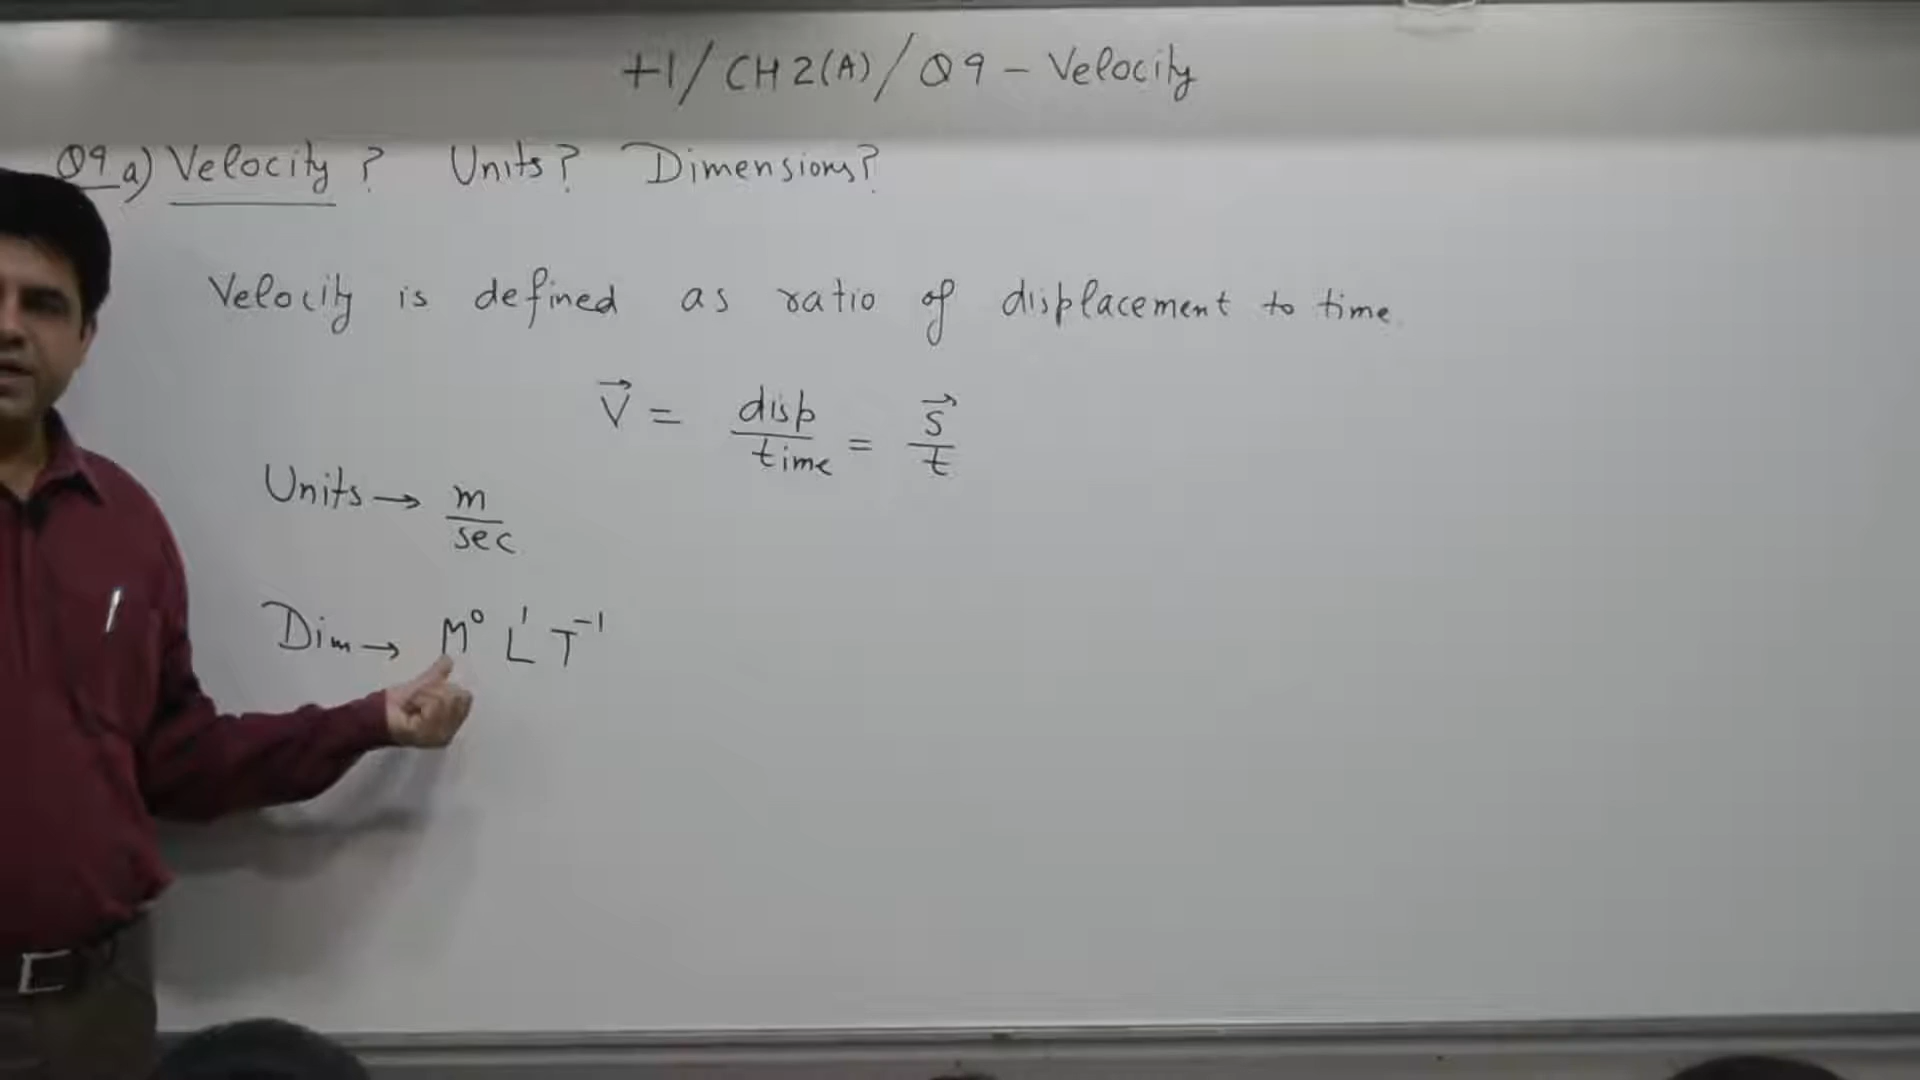 +1/CH2(A)/Q9 - Velocity
Q9 a) Velocity? Units? Dimensions?
Velocity is defined as ratio of displacement to time.
V⃗ = disp/time = s⃗/t
Units → m/sec
Dim → M⁰ L¹ T⁻¹